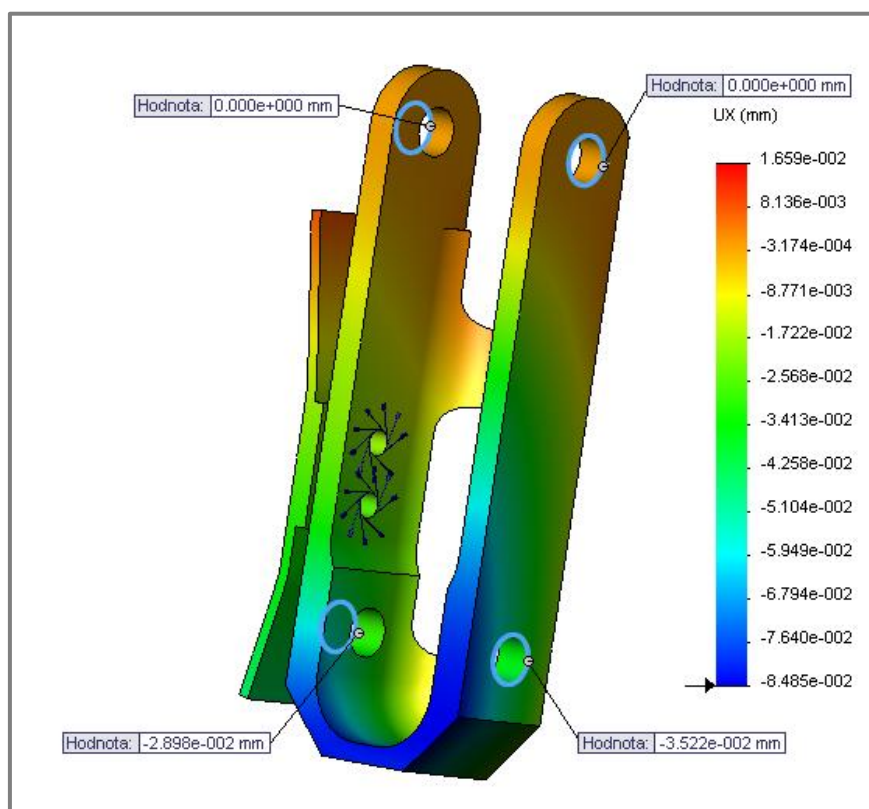 Hodnota: 0.000e+000 mm
Hodnota: 0.000e+000 mm
UX (mm)
1.659e-002
8.136e-003
-3.174e-004
-8.771e-003
-1.722e-002
-2.568e-002
-3.413e-002
-4.258e-002
-5.104e-002
-5.949e-002
-6.794e-002
-7.640e-002
-8.485e-002
Hodnota: -2.898e-002 mm
Hodnota: -3.522e-002 mm